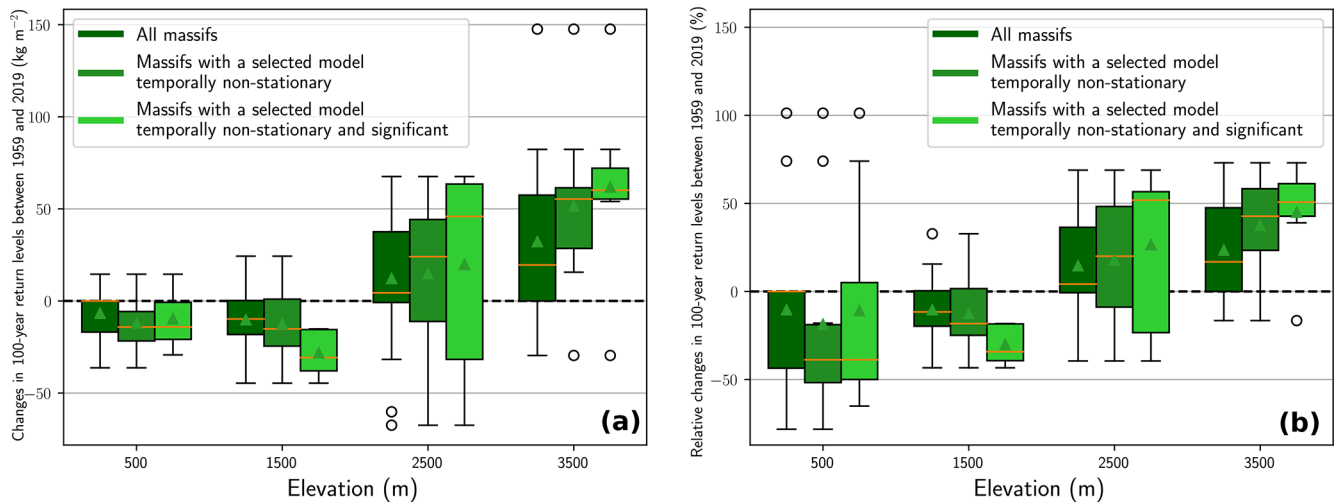 Changes in 100-year return levels between 1959 and 2019 (kg m⁻²)
150
100
50
0
−50
All massifs
Massifs with a selected model
temporally non-stationary
Massifs with a selected model
temporally non-stationary and significant
(a)
500
1500
2500
3500
Elevation (m)
Relative changes in 100-year return levels between 1959 and 2019 (%)
150
100
50
0
−50
All massifs
Massifs with a selected model
temporally non-stationary
Massifs with a selected model
temporally non-stationary and significant
(b)
500
1500
2500
3500
Elevation (m)